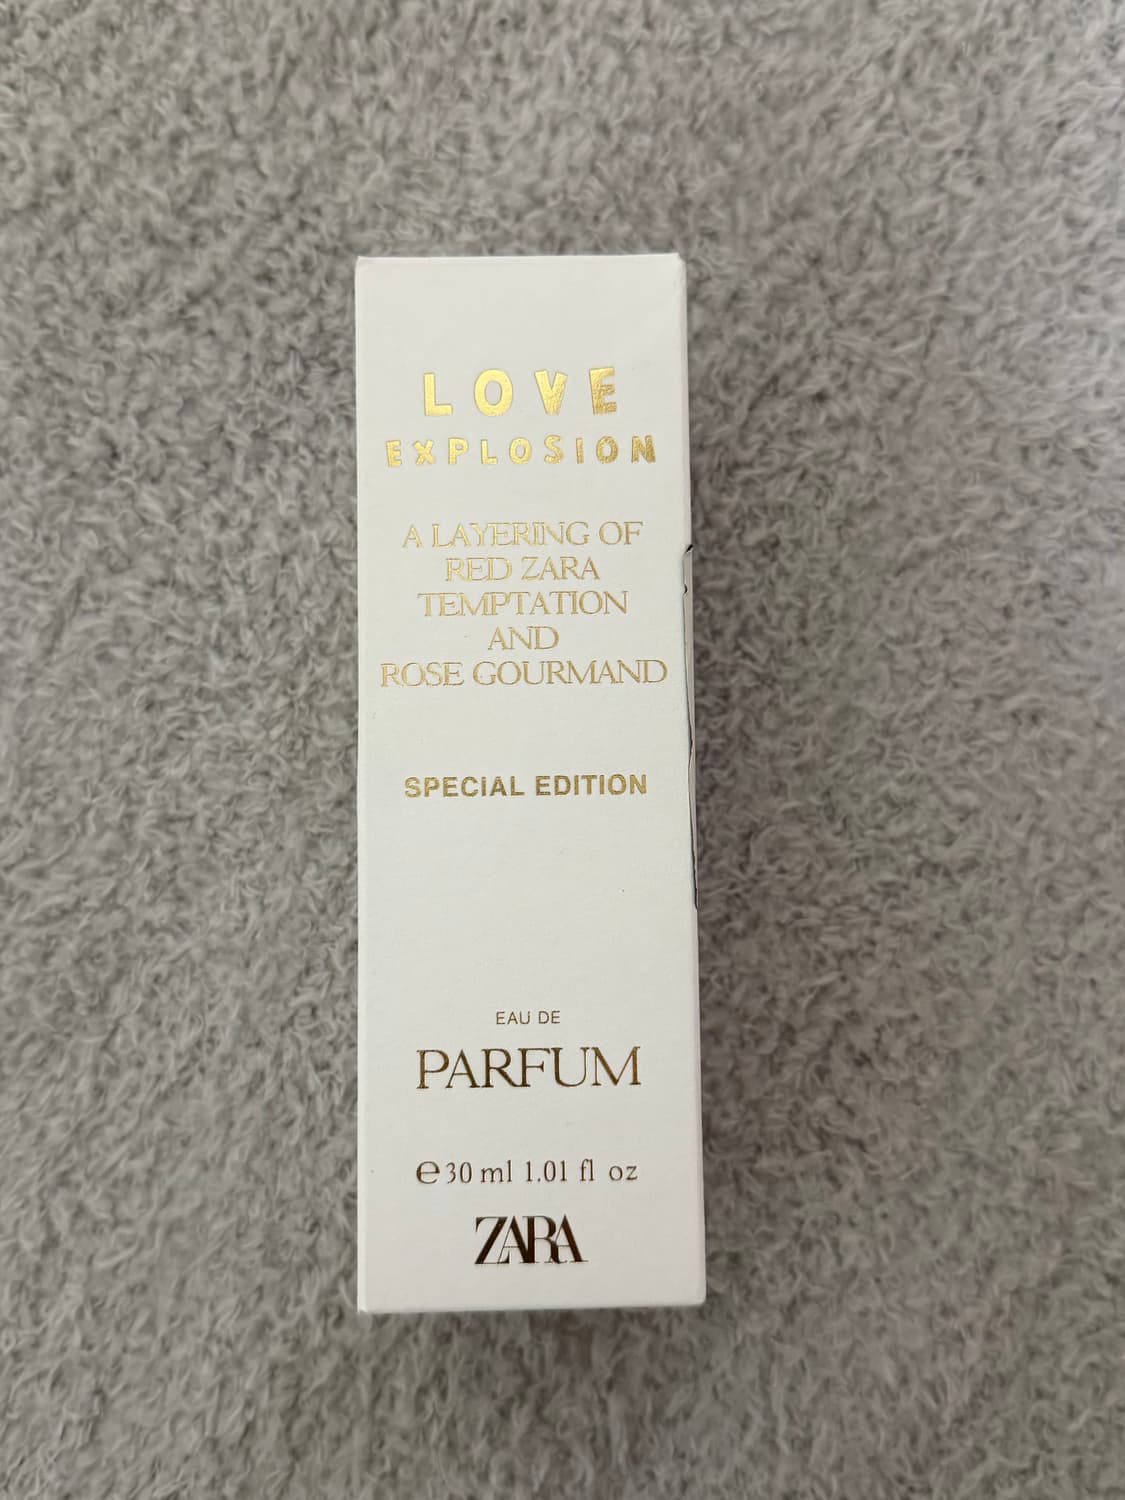 LOVE
EXPLOSION
A LAYERING OF
RED ZARA
TEMPTATION
AND
ROSE GOURMAND
SPECIAL EDITION
EAU DE
PARFUM
℮ 30 ml 1.01 fl oz
ZARA